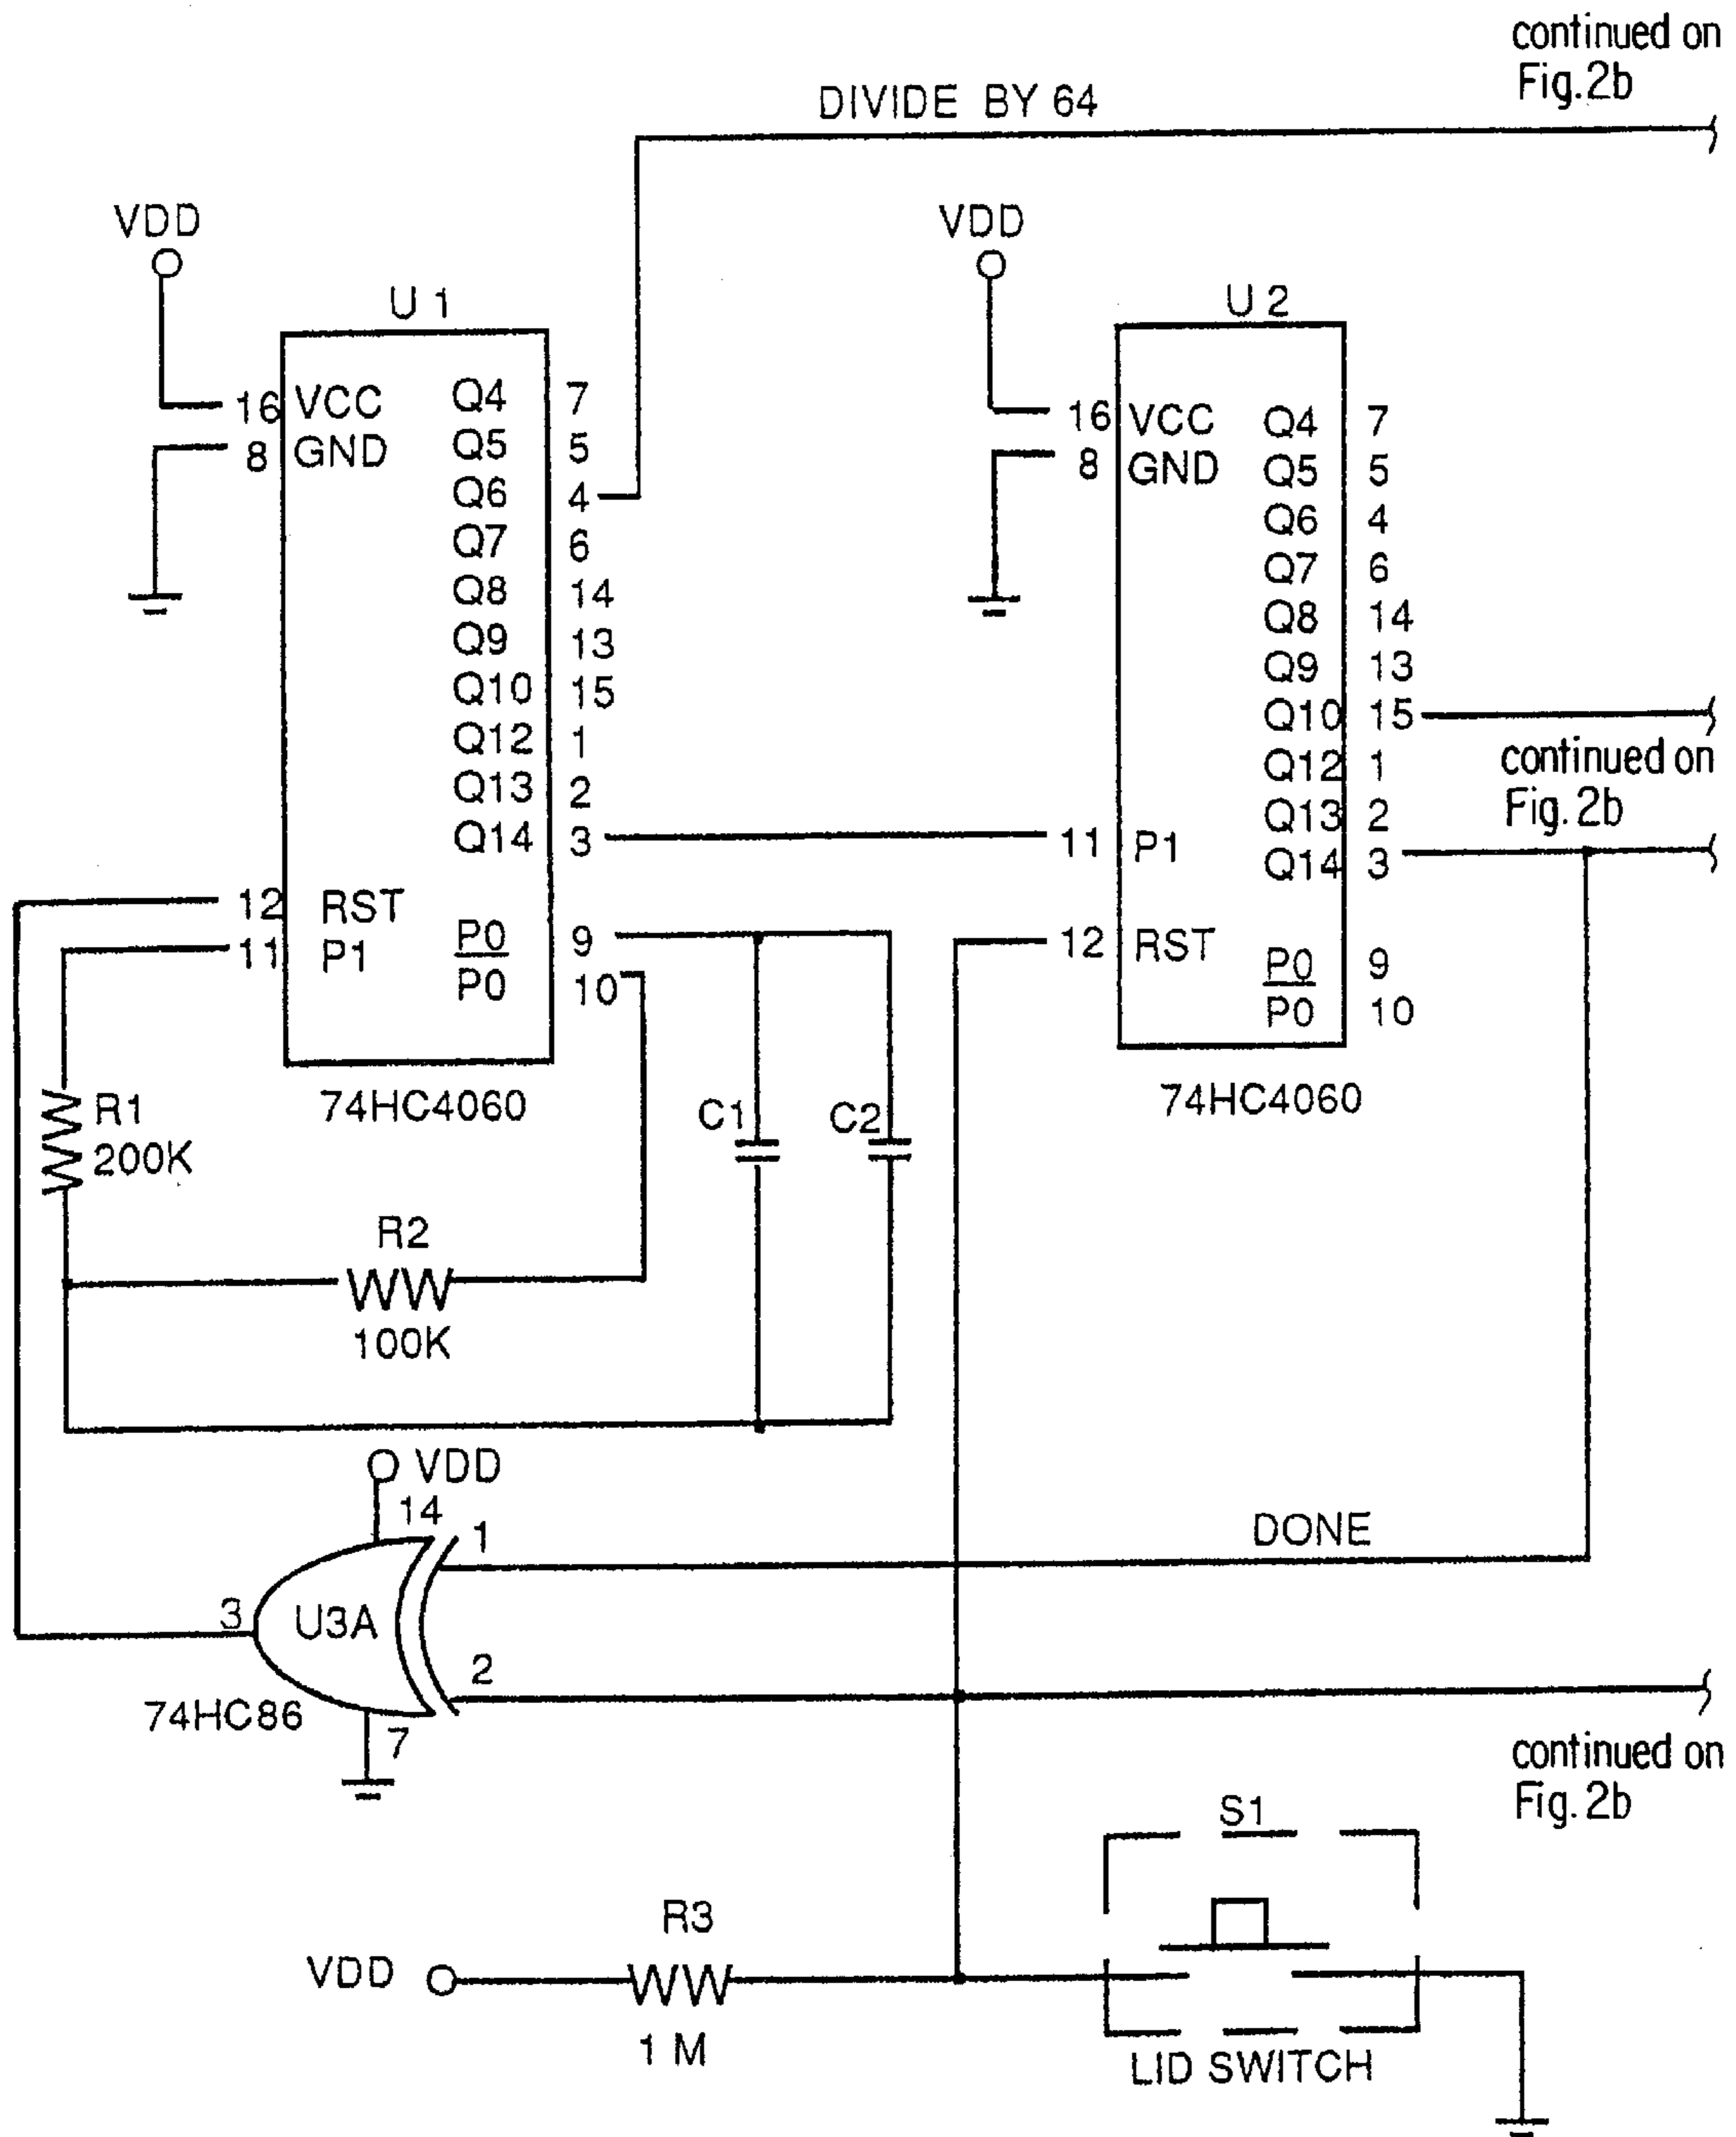 continued on
Fig.2b
DIVIDE BY 64
VDD
VDD
U 1
U 2
16 VCC Q4 7
8 GND Q5 5
Q6 4
Q7 6
Q8 14
Q9 13
Q10 15
Q12 1
Q13 2
Q14 3
12 RST
11 P1
P0 9
P0 10
74HC4060
16 VCC Q4 7
8 GND Q5 5
Q6 4
Q7 6
Q8 14
Q9 13
Q10 15
Q12 1
Q13 2
11 P1 Q14 3
12 RST
P0 9
P0 10
74HC4060
continued on
Fig.2b
R1
200K
C1
C2
R2
100K
VDD
14
1
DONE
3
U3A
2
74HC86
7
continued on
Fig.2b
S1
R3
VDD
1 M
LID SWITCH